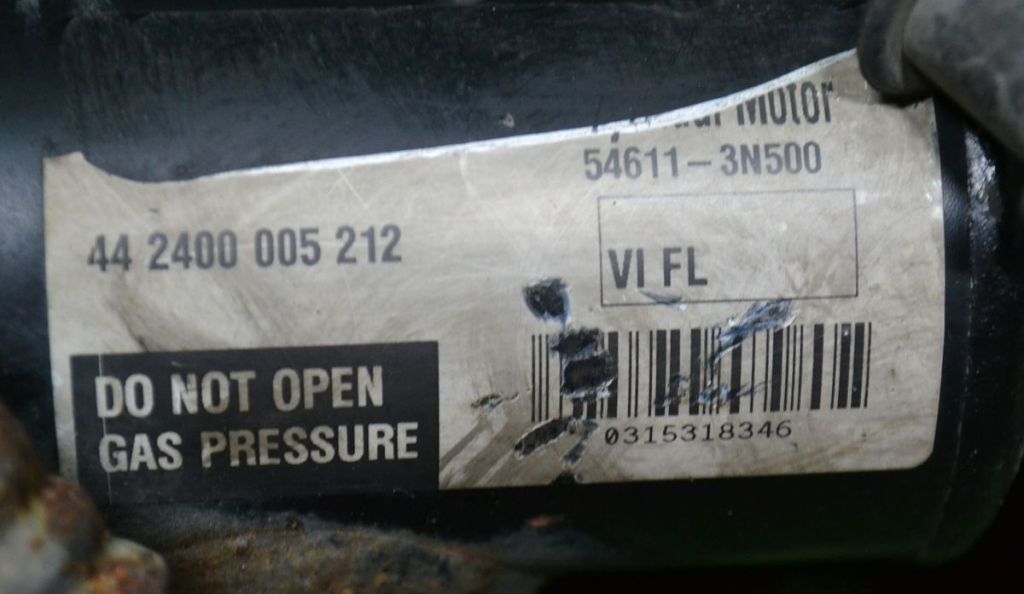 Motor
54611-3N500
44 2400 005 212
VI FL
DO NOT OPEN
GAS PRESSURE
0315318346